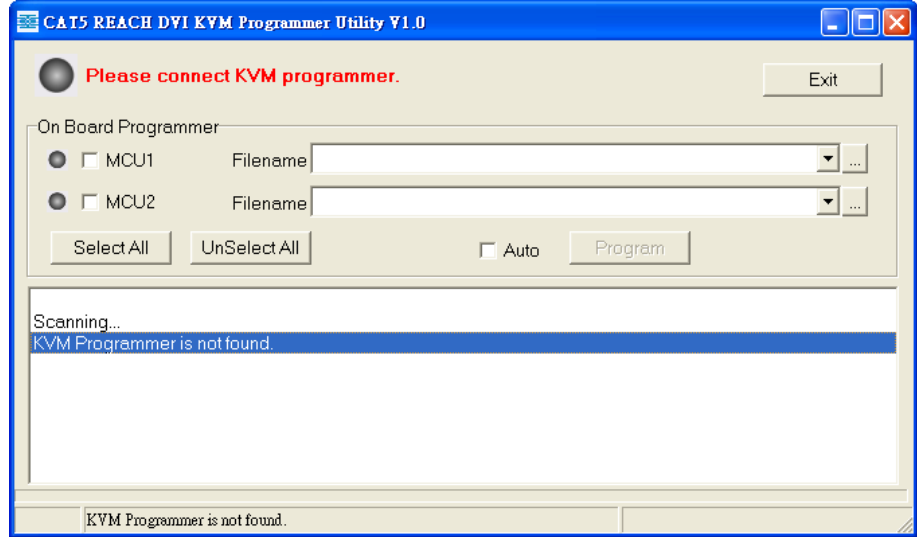 CAT5 REACH DVI KVM Programmer Utility V1.0
Please connect KVM programmer.
Exit
On Board Programmer
MCU1 Filename ...
MCU2 Filename ...
Select All UnSelect All Auto Program
Scanning...
KVM Programmer is not found.
KVM Programmer is not found.